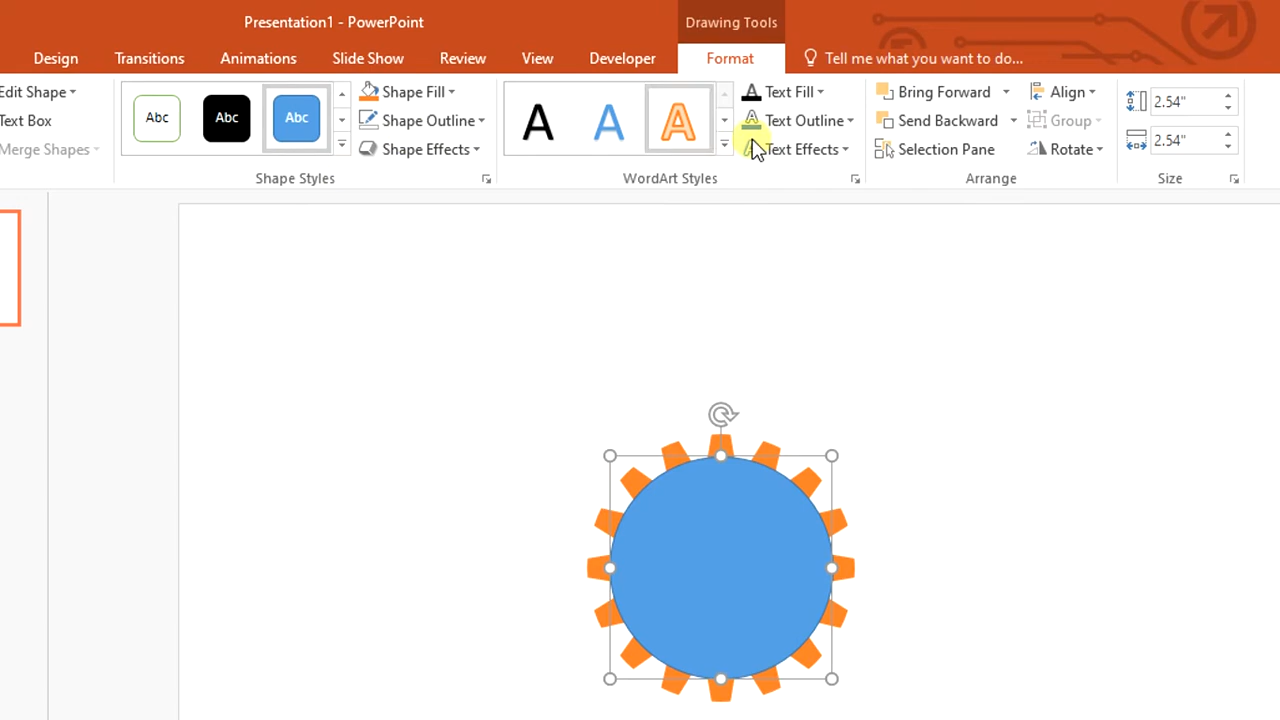 Presentation1 - PowerPoint
Drawing Tools
Design Transitions Animations Slide Show Review View Developer Format Tell me what you want to do...
Edit Shape
Text Box
Merge Shapes
Abc Abc Abc
Shape Fill
Shape Outline
Shape Effects
Shape Styles
A A A
Text Fill
Text Outline
Text Effects
WordArt Styles
Bring Forward
Send Backward
Selection Pane
Align
Group
Rotate
Arrange
2.54"
2.54"
Size